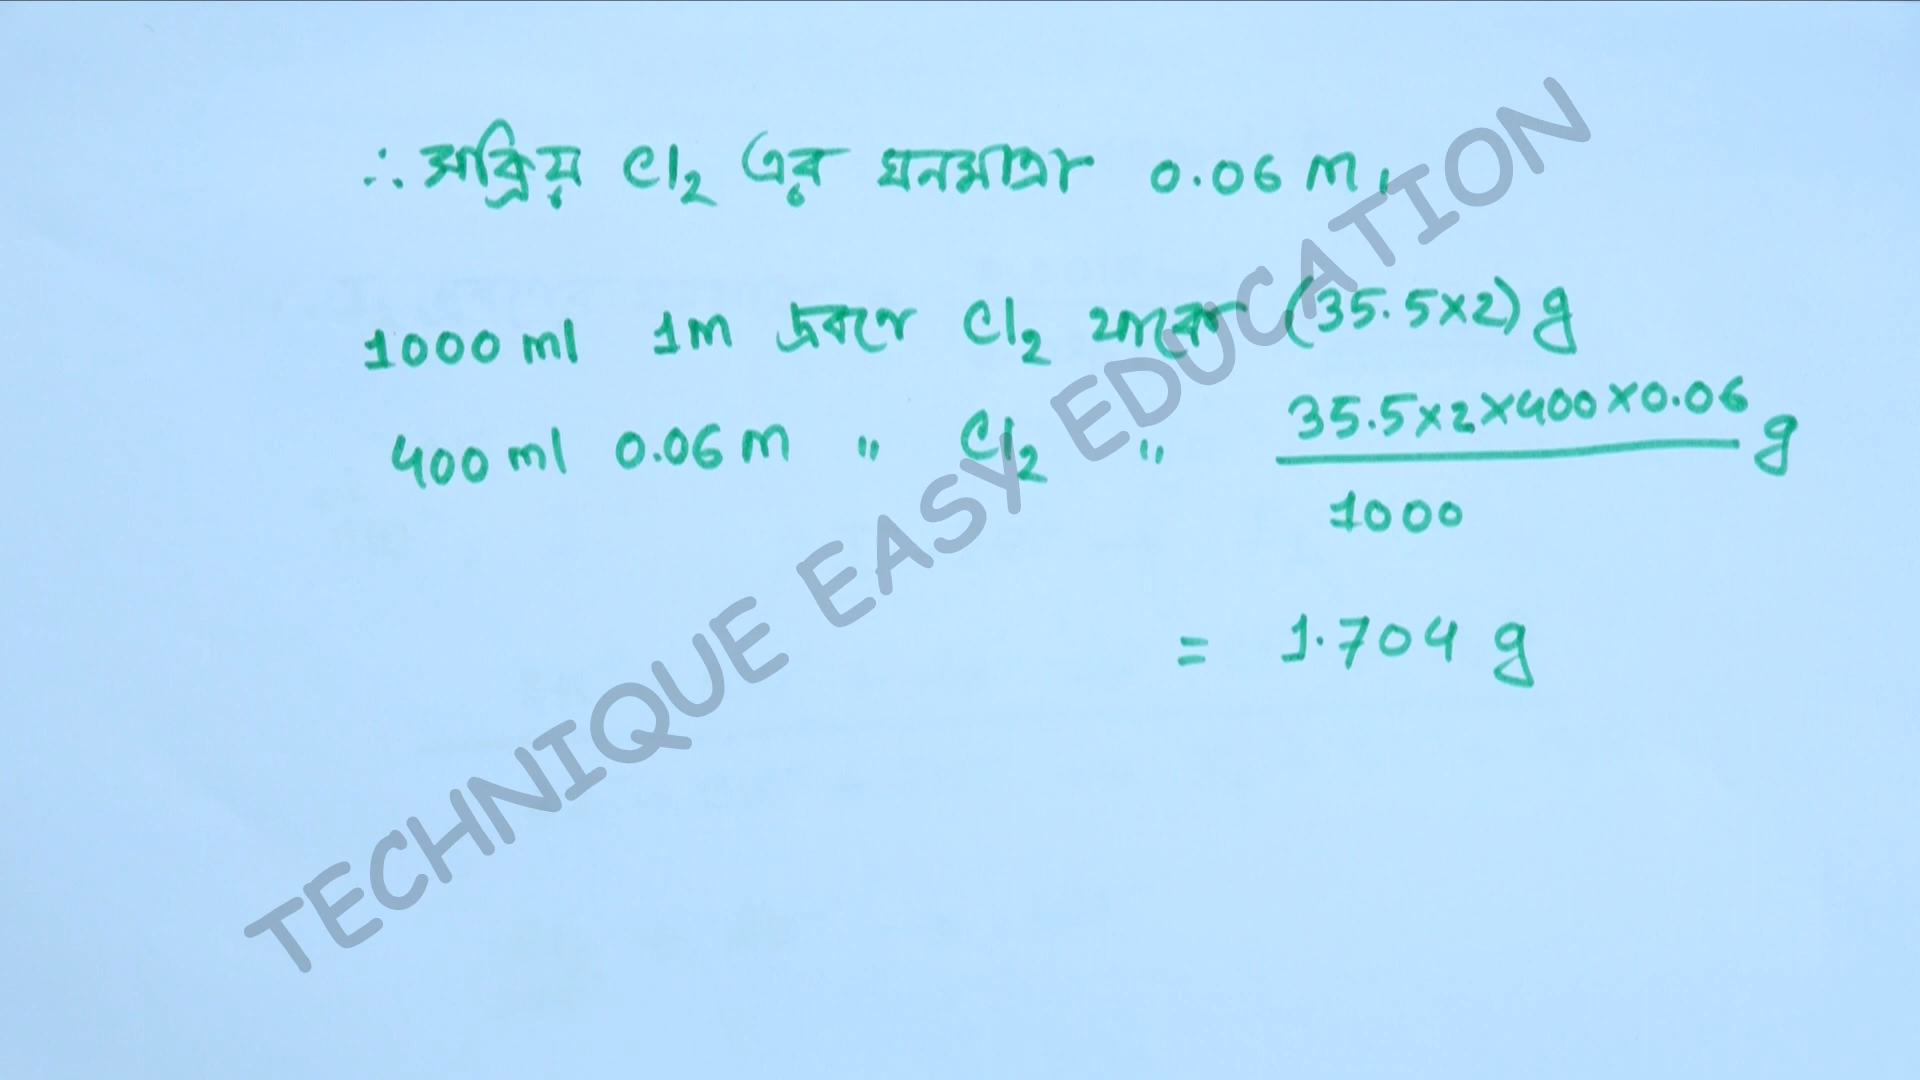 ∴ সক্রিয় Cl₂ এর ঘনমাত্রা 0.06 M,
1000 ml 1M দ্রবণে Cl₂ থাকে (35.5×2) g
400 ml 0.06 M " Cl₂ " 35.5×2×400×0.06 g
1000
= 1.704 g
TECHNIQUE EASY EDUCATION